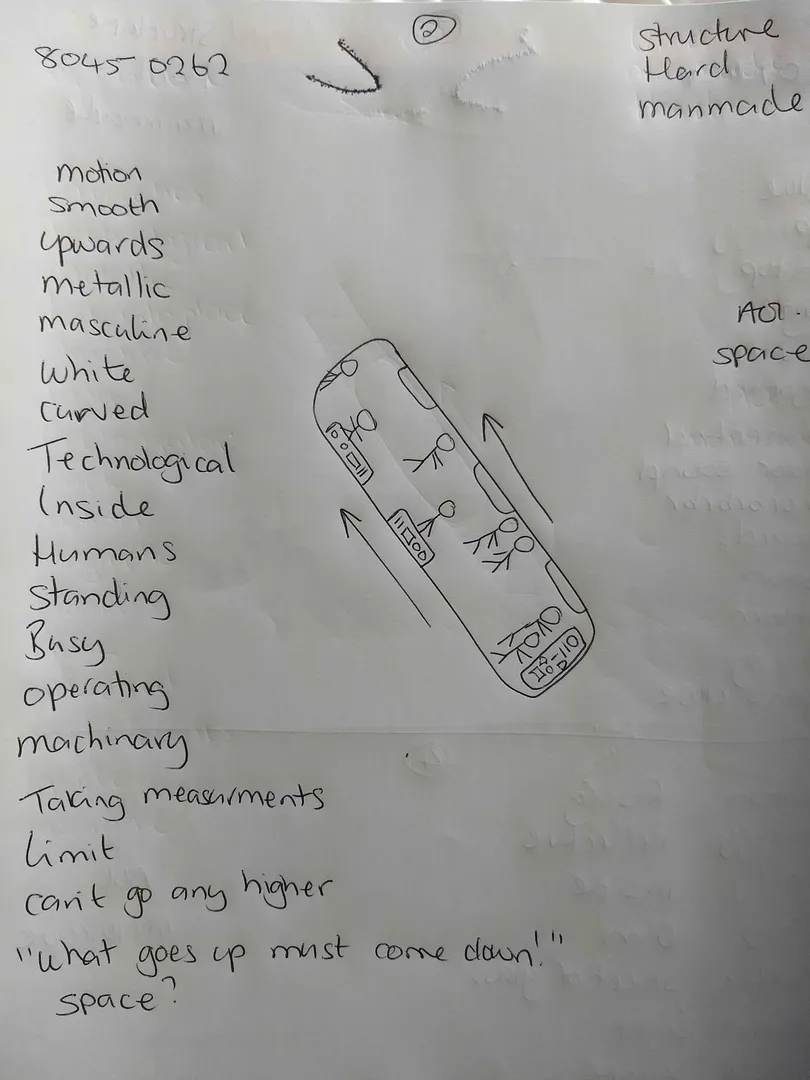 2
8045 0262
structure
Hard
manmade
motion
smooth
upwards
metallic
masculine
White
curved
Technological
Inside
Humans
Standing
Busy
operating
machinary
Taking measurments
Limit
can't go any higher
"What goes up must come down!"
space?
AOL.
space